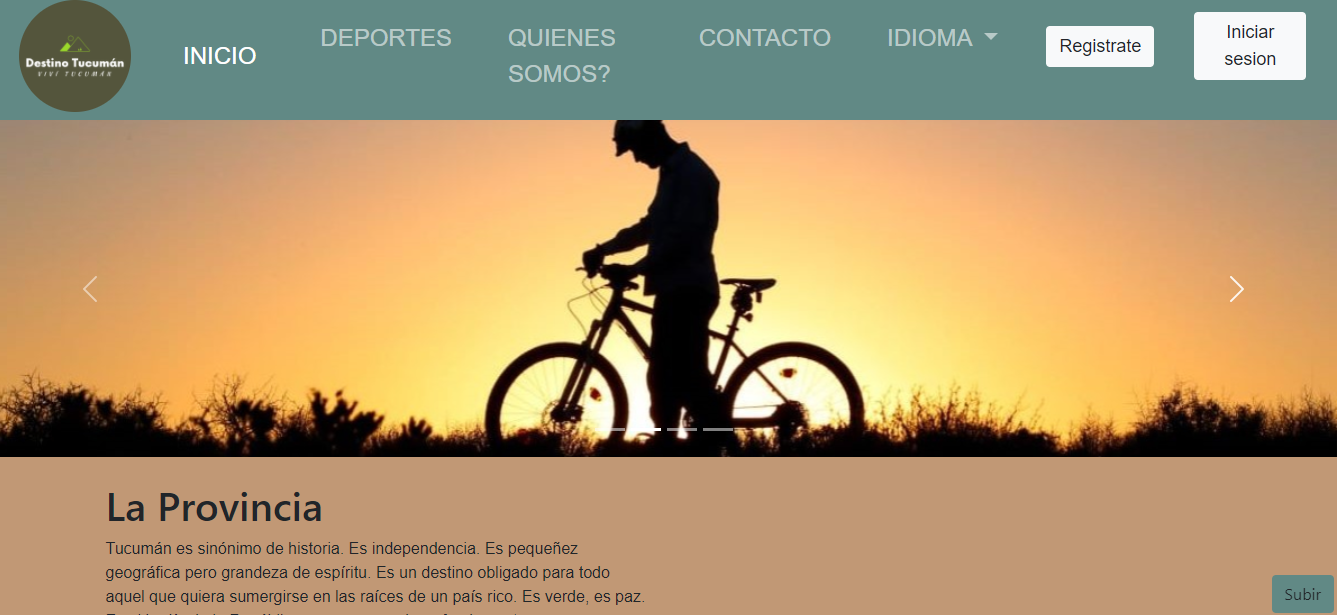 Destino Tucumán
VIVÍ TUCUMÁN
INICIO
DEPORTES
QUIENES
SOMOS?
CONTACTO
IDIOMA
Registrate
Iniciar
sesion
La Provincia
Tucumán es sinónimo de historia. Es independencia. Es pequeñez
geográfica pero grandeza de espíritu. Es un destino obligado para todo
aquel que quiera sumergirse en las raíces de un país rico. Es verde, es paz.
Subir